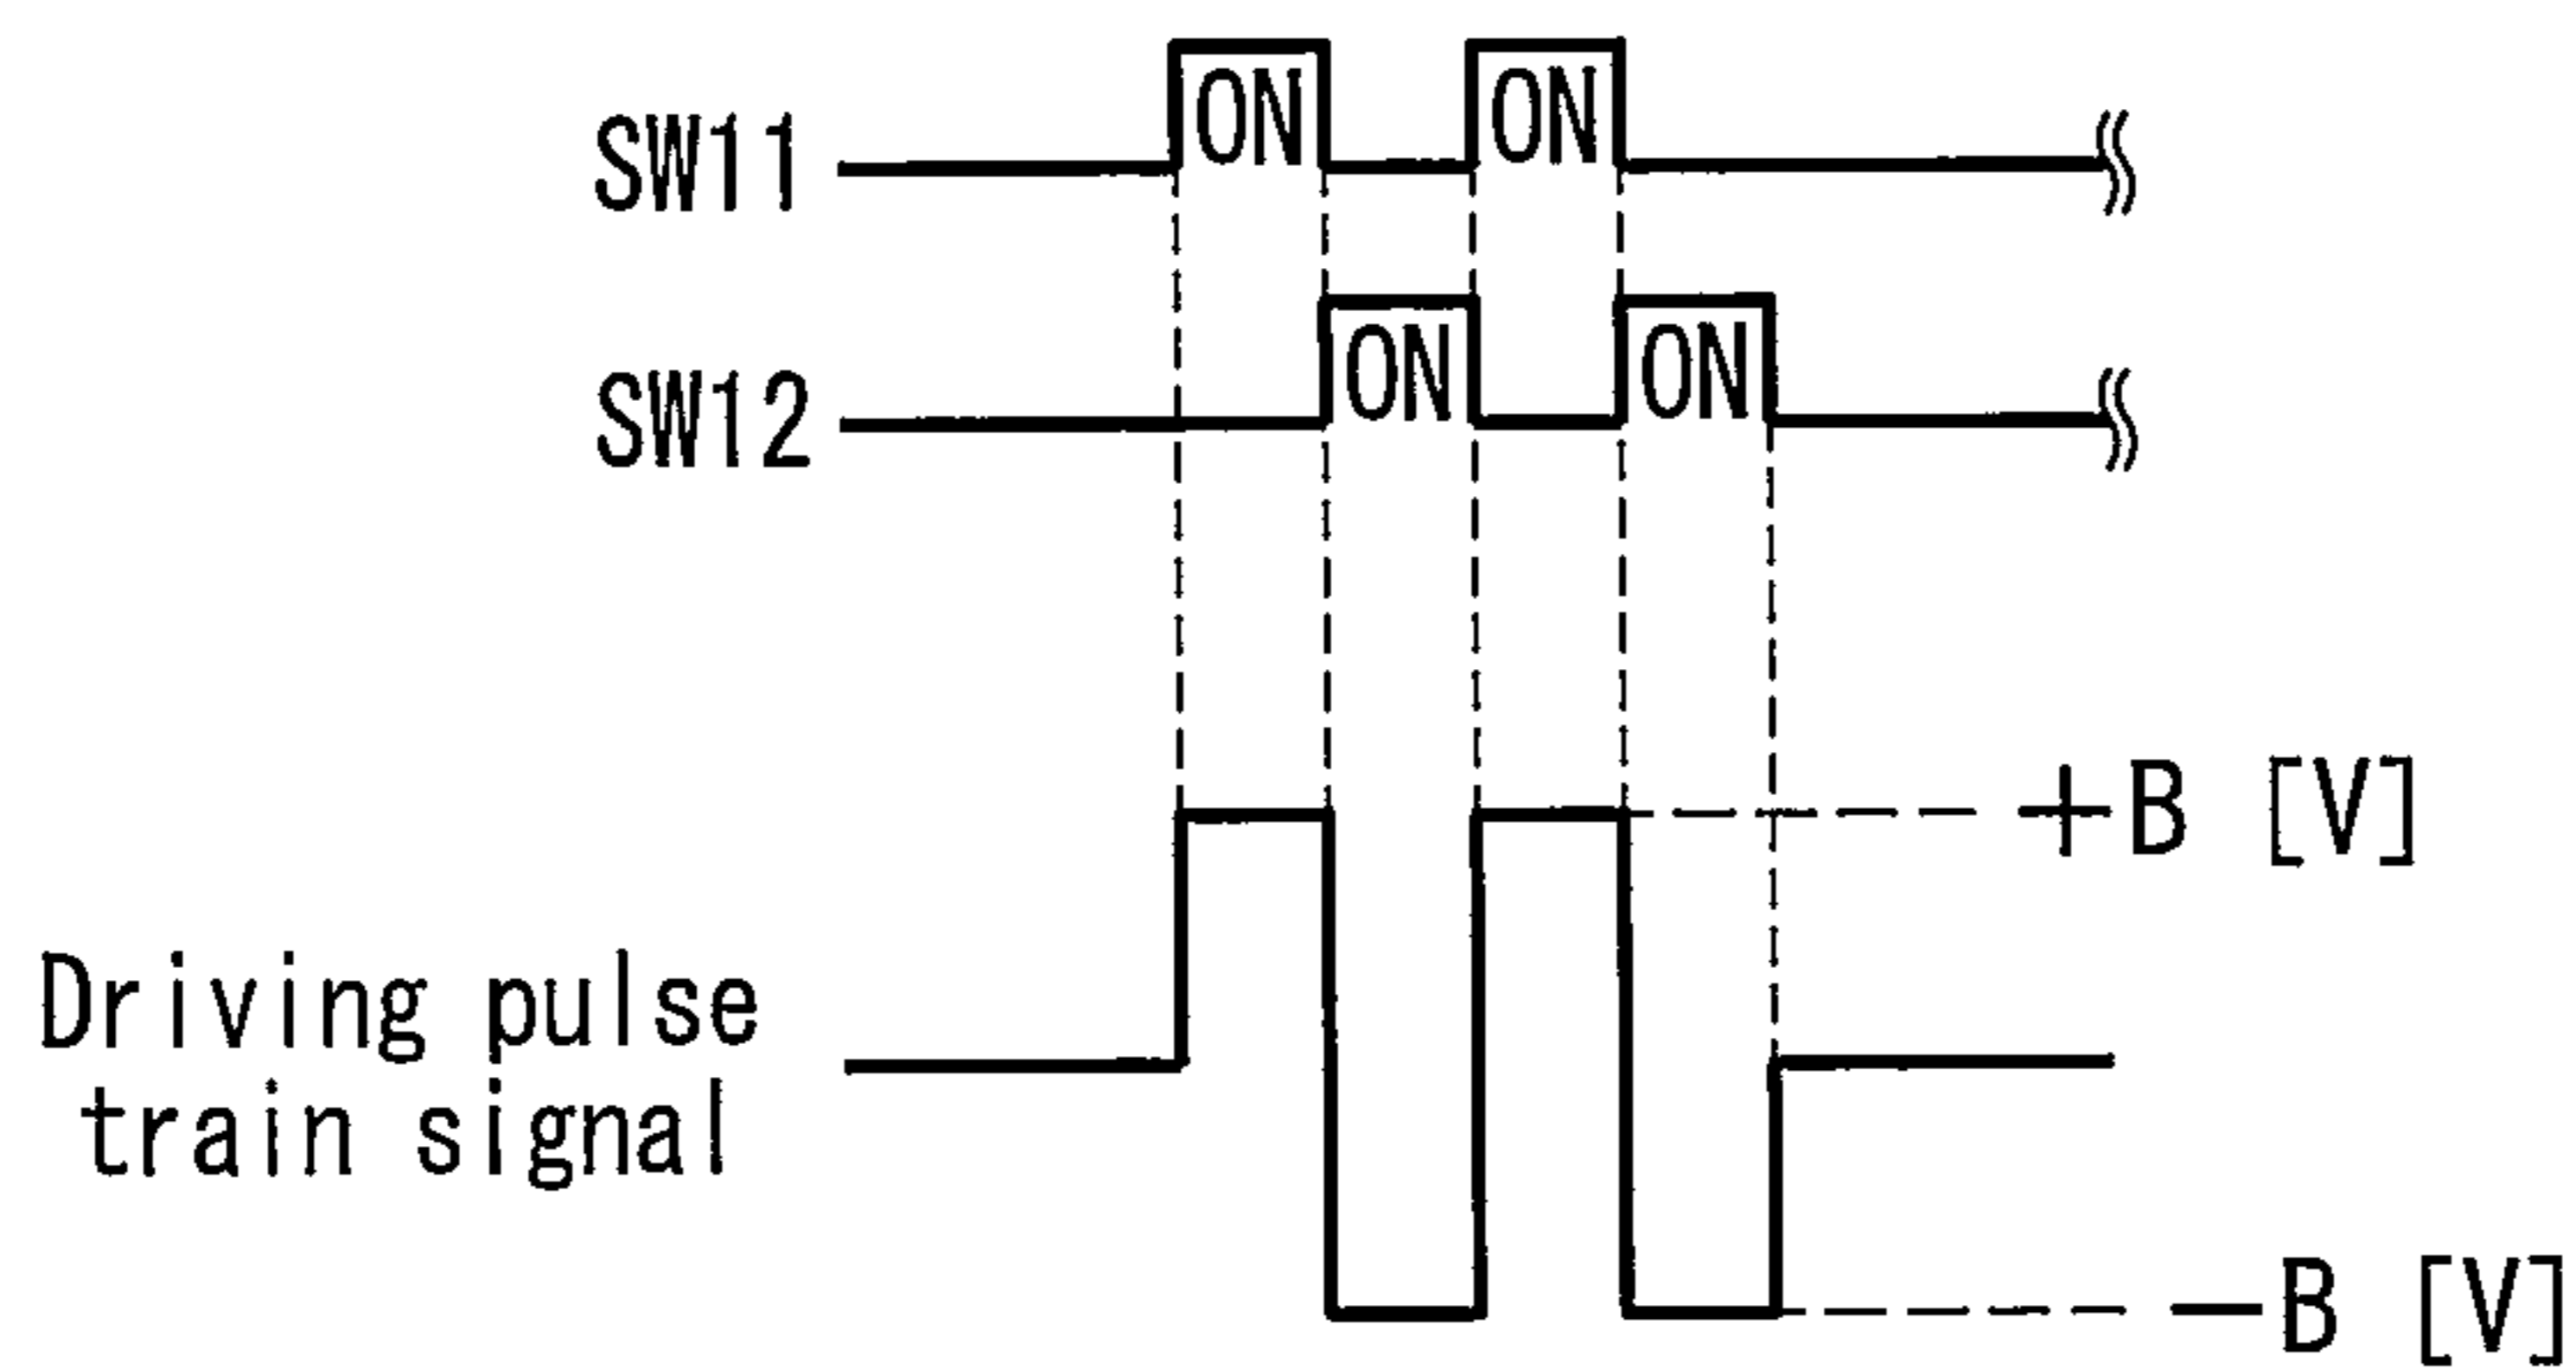 SW11
ON ON
SW12
ON ON
+B [V]
Driving pulse
train signal
−B [V]